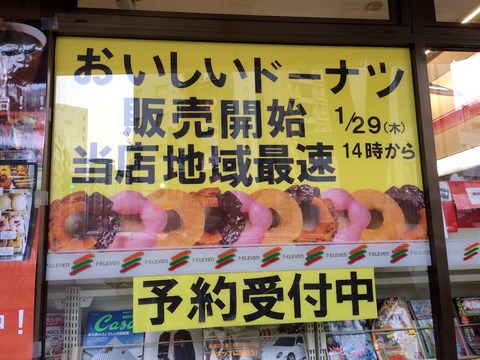 おいしいドーナツ
販売開始 1/29(木)
当店地域最速 14時から
7-ELEVEN 7-ELEVEN 7-ELEVEN 7-ELEVEN 7-ELEVEN 7-ELEVEN 7-ELEVEN
予約受付中
中!
Casa